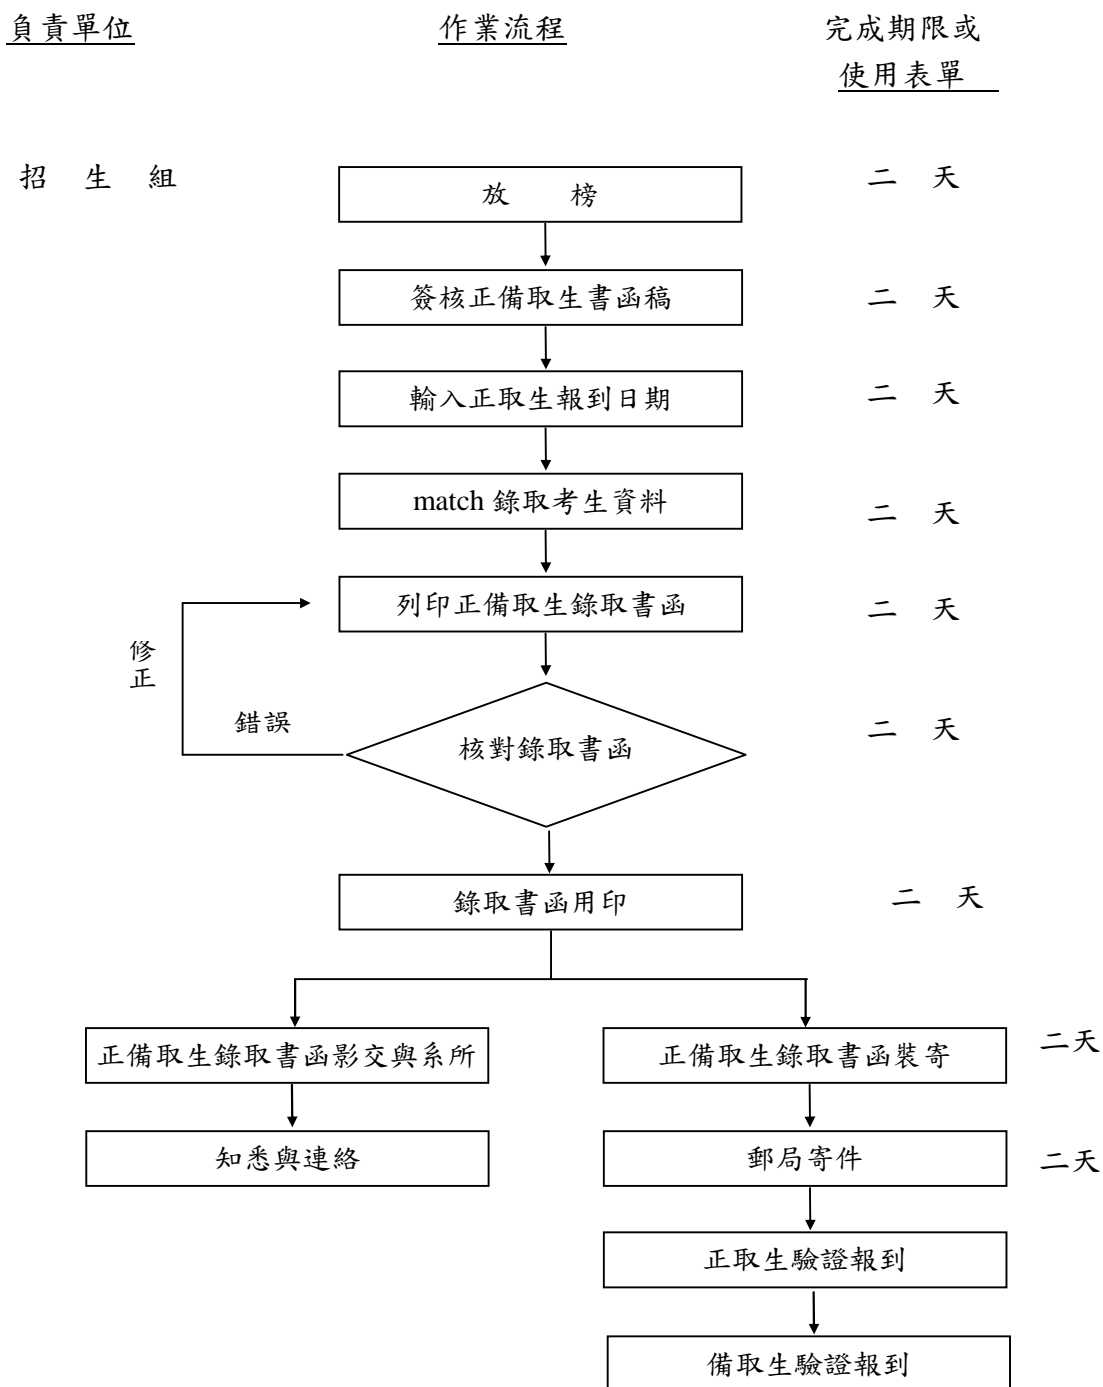 負責單位 作業流程 完成期限或
使用表單
招 生 組 放 榜 二 天
簽核正備取生書函稿 二 天
輸入正取生報到日期 二 天
match 錄取考生資料 二 天
列印正備取生錄取書函 二 天
修正
錯誤 核對錄取書函 二 天
錄取書函用印 二 天
正備取生錄取書函影交與系所 正備取生錄取書函裝寄 二天
知悉與連絡 郵局寄件 二天
正取生驗證報到
備取生驗證報到